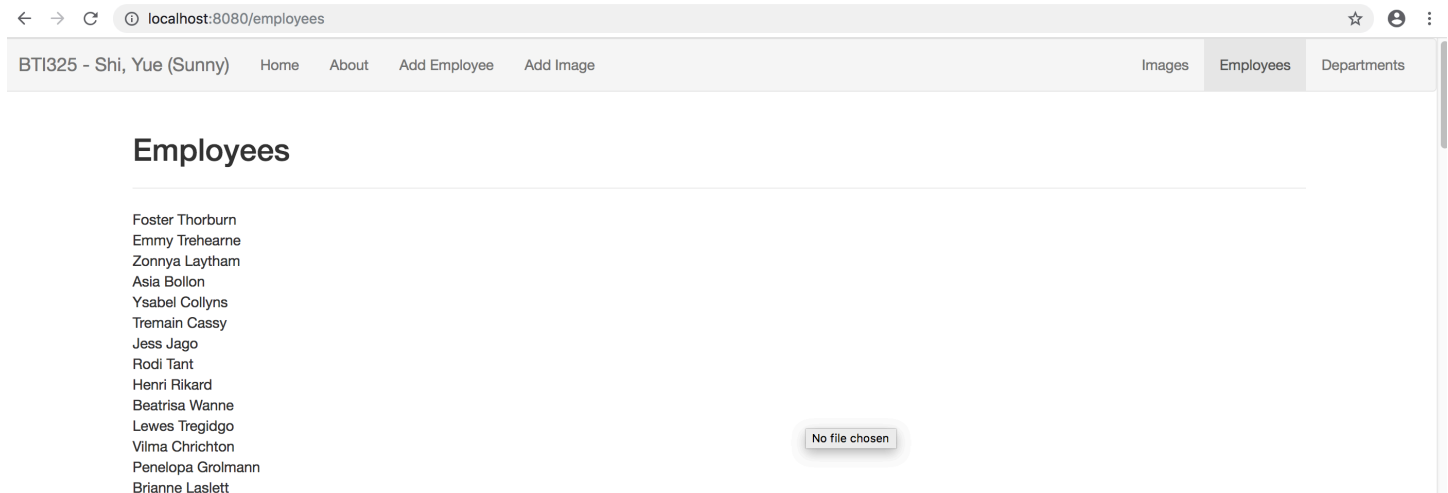 localhost:8080/employees
BTI325 - Shi, Yue (Sunny) Home About Add Employee Add Image Images Employees Departments
Employees
Foster Thorburn
Emmy Trehearne
Zonnya Laytham
Asia Bollon
Ysabel Collyns
Tremain Cassy
Jess Jago
Rodi Tant
Henri Rikard
Beatrisa Wanne
Lewes Tregidgo
No file chosen
Vilma Chrichton
Penelopa Grolmann
Brianne Laslett